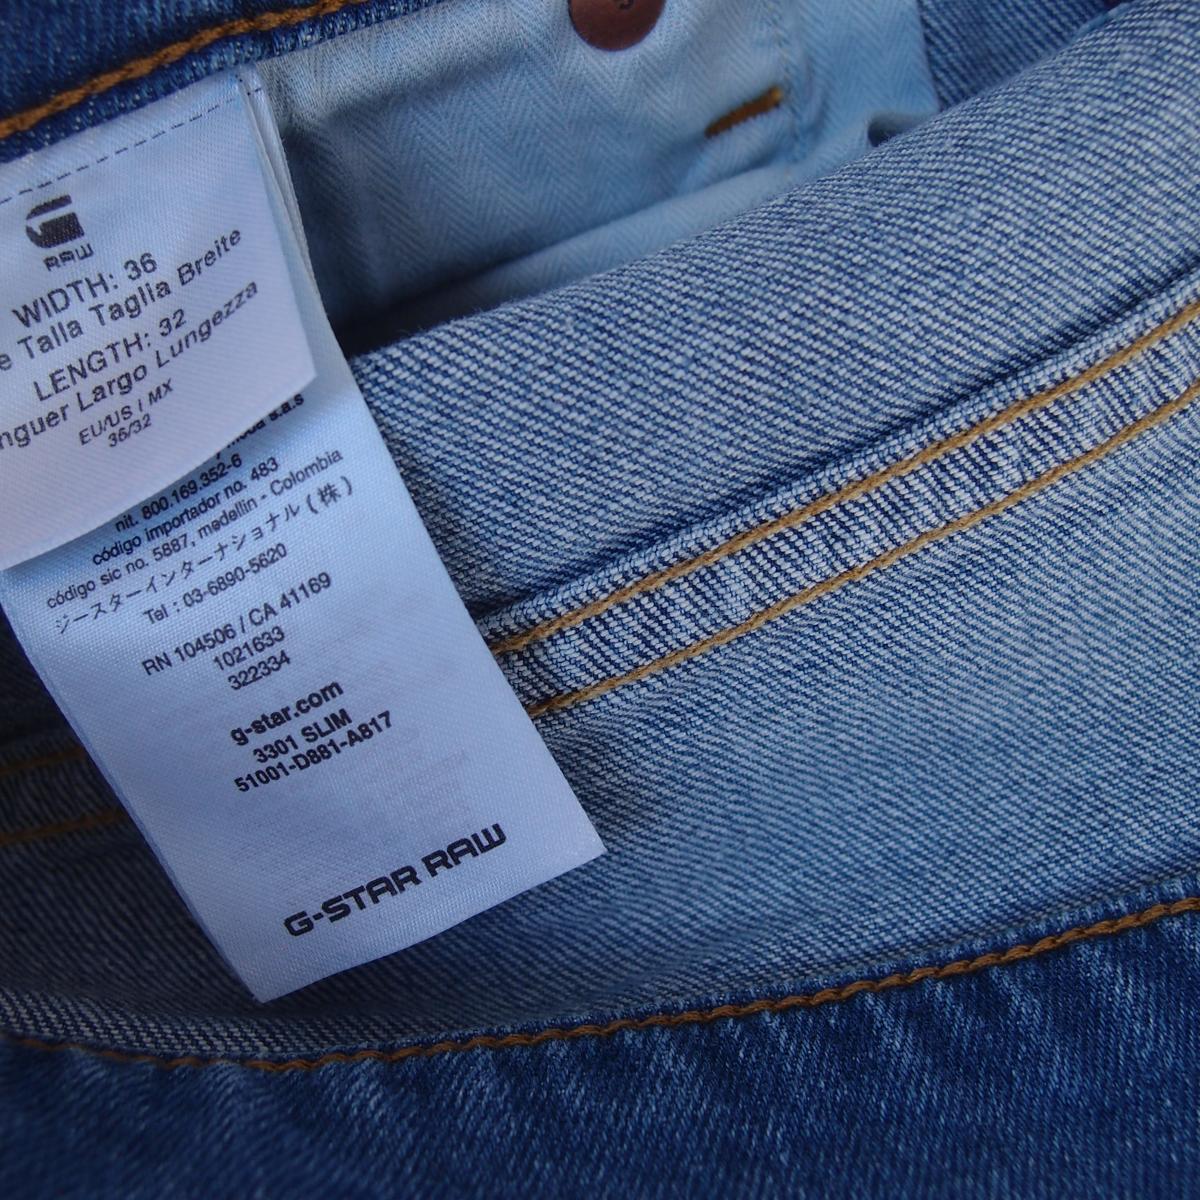 G
RAW
WIDTH: 36
Talla Taglia Breite
LENGTH: 32
Largo Lungezza
EU/US / MX
36/32
s.a.s
nit. 800.169.352-6
código importador no. 483
código sic no. 5887, medellin - Colombia
ジースターインターナショナル (株)
Tel : 03-6890-5620
RN 104506 / CA 41169
1021633
322334
g-star.com
3301 SLIM
51001-D881-A817
G-STAR RAW